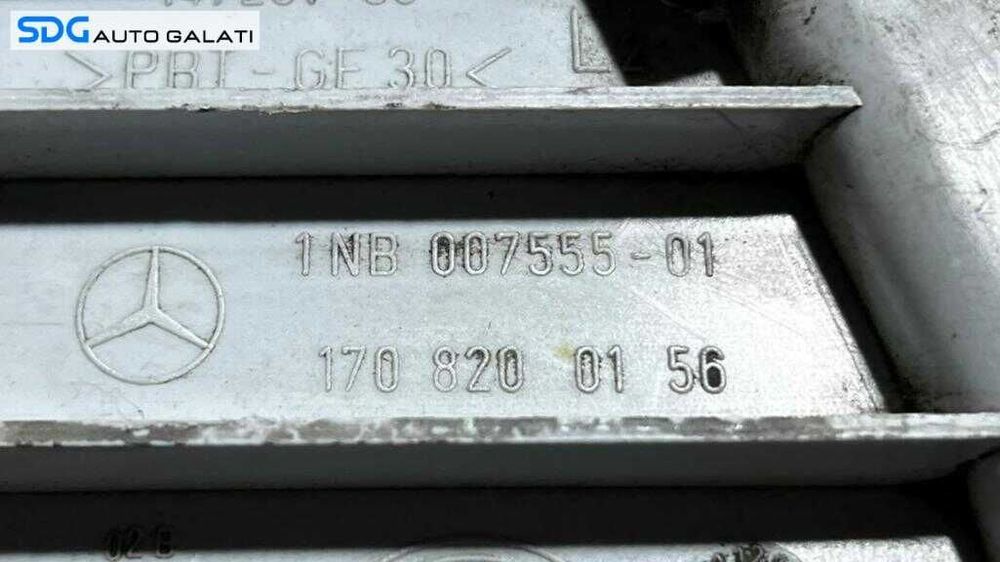 SDG AUTO GALATI
>PBT-GF30<
1NB 007555-01
170 820 01 56